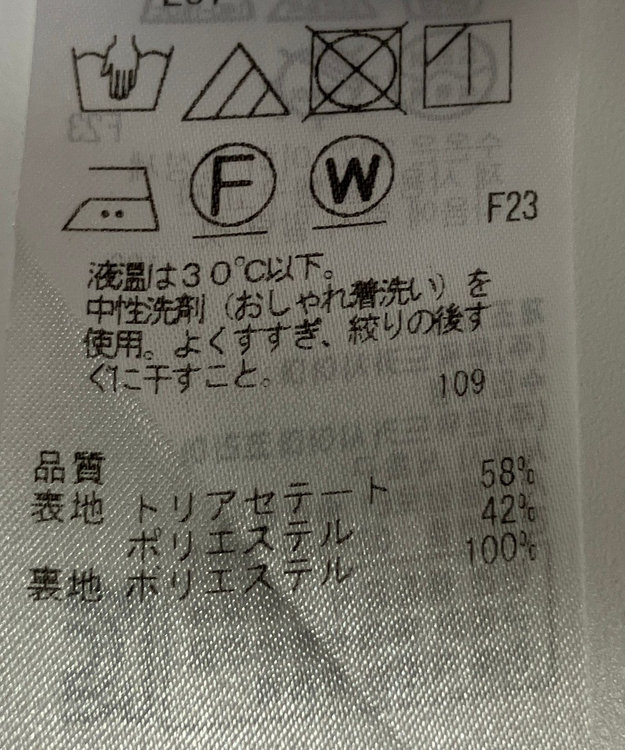 F
W
F23
液温は30℃以下。
中性洗剤（おしゃれ着洗い）を
使用。よくすすぎ、絞りの後す
ぐに干すこと。
109
品質
表地 トリアセテート 58%
ポリエステル 42%
裏地 ポリエステル 100%